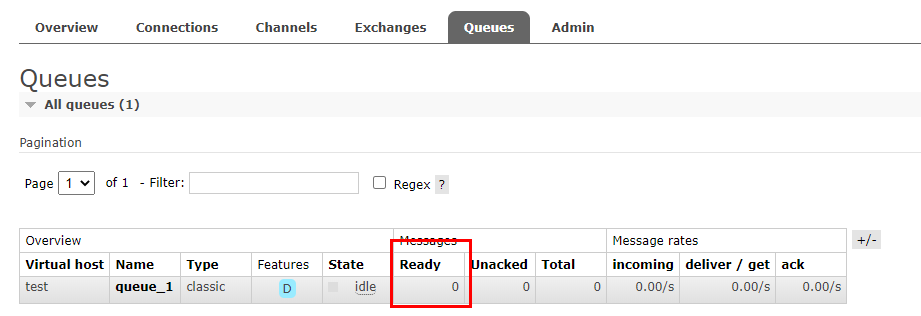 Overview Connections Channels Exchanges Queues Admin
Queues
All queues (1)
Pagination
Page 1 of 1 - Filter: Regex ?
Overview Messages Message rates +/-
Virtual host Name Type Features State Ready Unacked Total incoming deliver / get ack
test queue_1 classic D idle 0 0 0 0.00/s 0.00/s 0.00/s